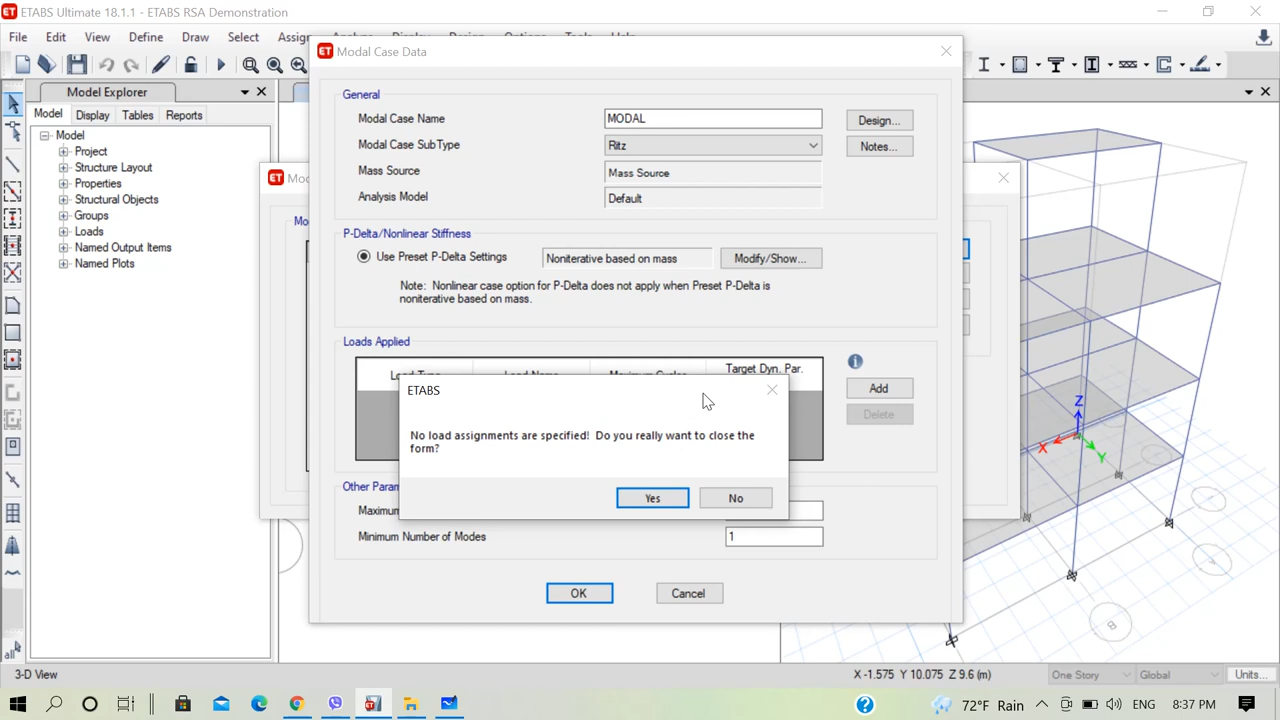 ETABS Ultimate 18.1.1 - ETABS RSA Demonstration
File Edit View Define Draw Select
Modal Case Data
Model Explorer
Model Display Tables Reports
Model
Project
Structure Layout
Properties
Structural Objects
Groups
Loads
Named Output Items
Named Plots
General
Modal Case Name
MODAL
Design...
Modal Case SubType
Ritz
Notes...
Mass Source
Mass Source
Analysis Model
Default
P-Delta/Nonlinear Stiffness
Use Preset P-Delta Settings
Noniterative based on mass
Modify/Show...
Note: Nonlinear case option for P-Delta does not apply when Preset P-Delta is
noniterative based on mass.
Loads Applied
Target Dyn. Par.
Add
Delete
ETABS
No load assignments are specified! Do you really want to close the
form?
Yes No
Minimum Number of Modes
1
OK Cancel
Z
X
Y
B
3-D View
X -1.575 Y 10.075 Z 9.6 (m)
One Story
Global
Units...
all
72°F Rain
ENG
8:37 PM